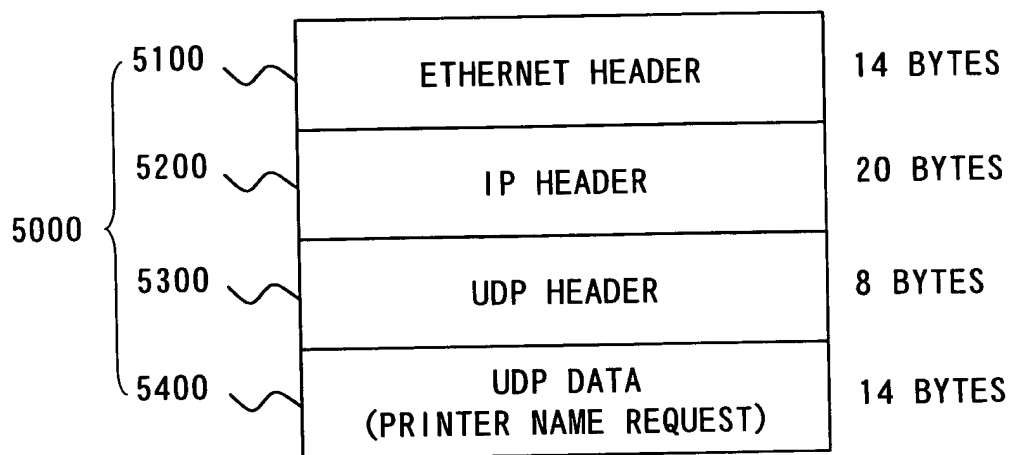 5100 ETHERNET HEADER 14 BYTES
5200 IP HEADER 20 BYTES
5000
5300 UDP HEADER 8 BYTES
5400 UDP DATA
(PRINTER NAME REQUEST) 14 BYTES